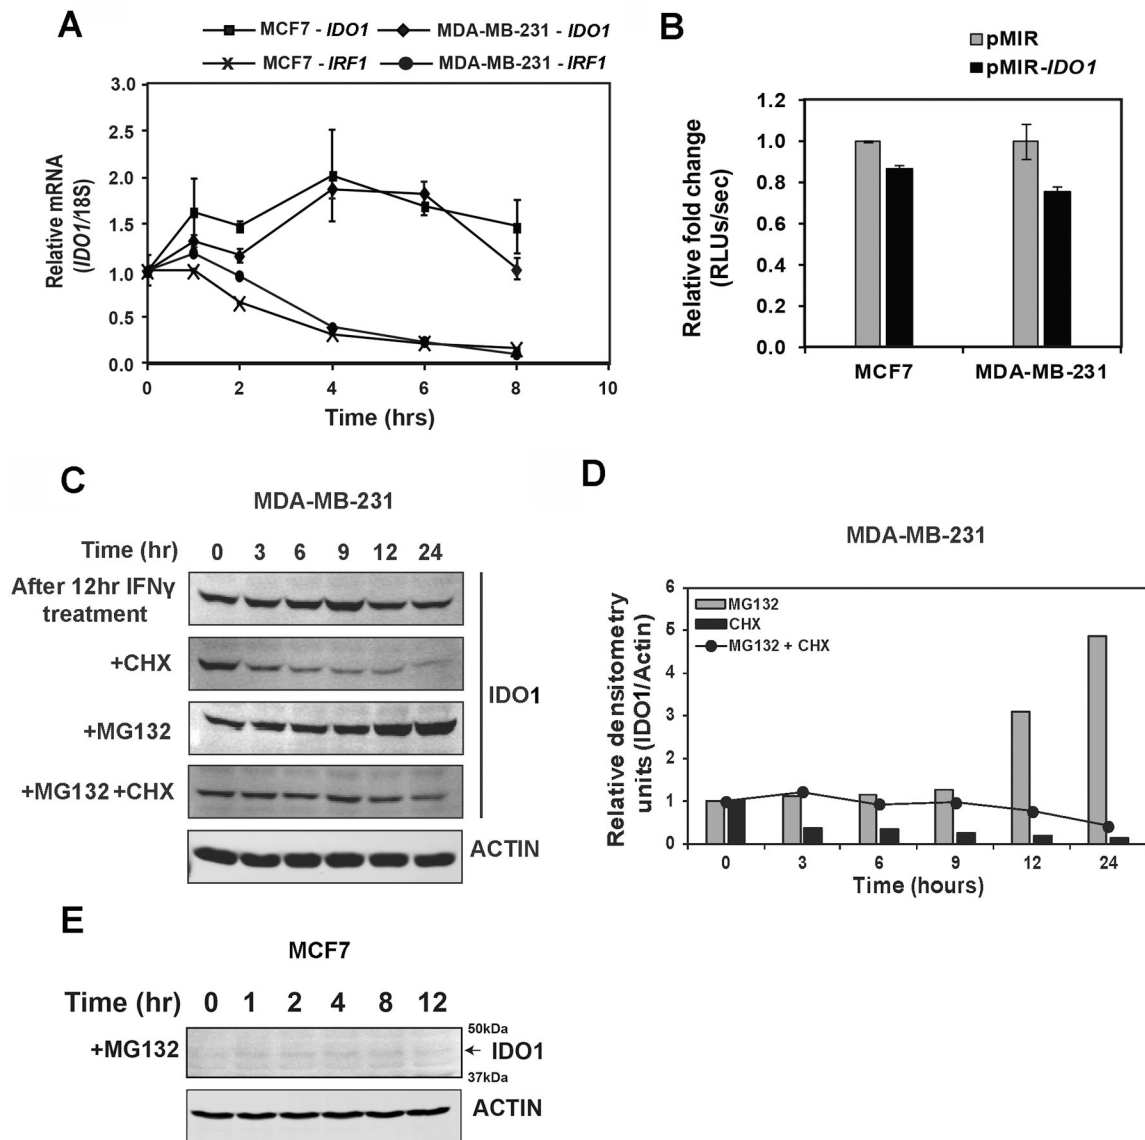 A
MCF7 - IDO1 MDA-MB-231 - IDO1
MCF7 - IRF1 MDA-MB-231 - IRF1
Relative mRNA
(IDO1/18S)
3.0
2.5
2.0
1.5
1.0
0.5
0.0
0 2 4 6 8 10
Time (hrs)
B
pMIR
pMIR-IDO1
Relative fold change
(RLUs/sec)
1.2
1.0
0.8
0.6
0.4
0.2
0.0
MCF7 MDA-MB-231
C
MDA-MB-231
Time (hr) 0 3 6 9 12 24
After 12hr IFNγ
treatment
+CHX
+MG132
+MG132 +CHX
IDO1
ACTIN
D
MDA-MB-231
Relative densitometry
units (IDO1/Actin)
6
5
4
3
2
1
0
MG132
CHX
MG132 + CHX
0 3 6 9 12 24
Time (hours)
E
MCF7
Time (hr) 0 1 2 4 8 12
+MG132
50kDa
← IDO1
37kDa
ACTIN